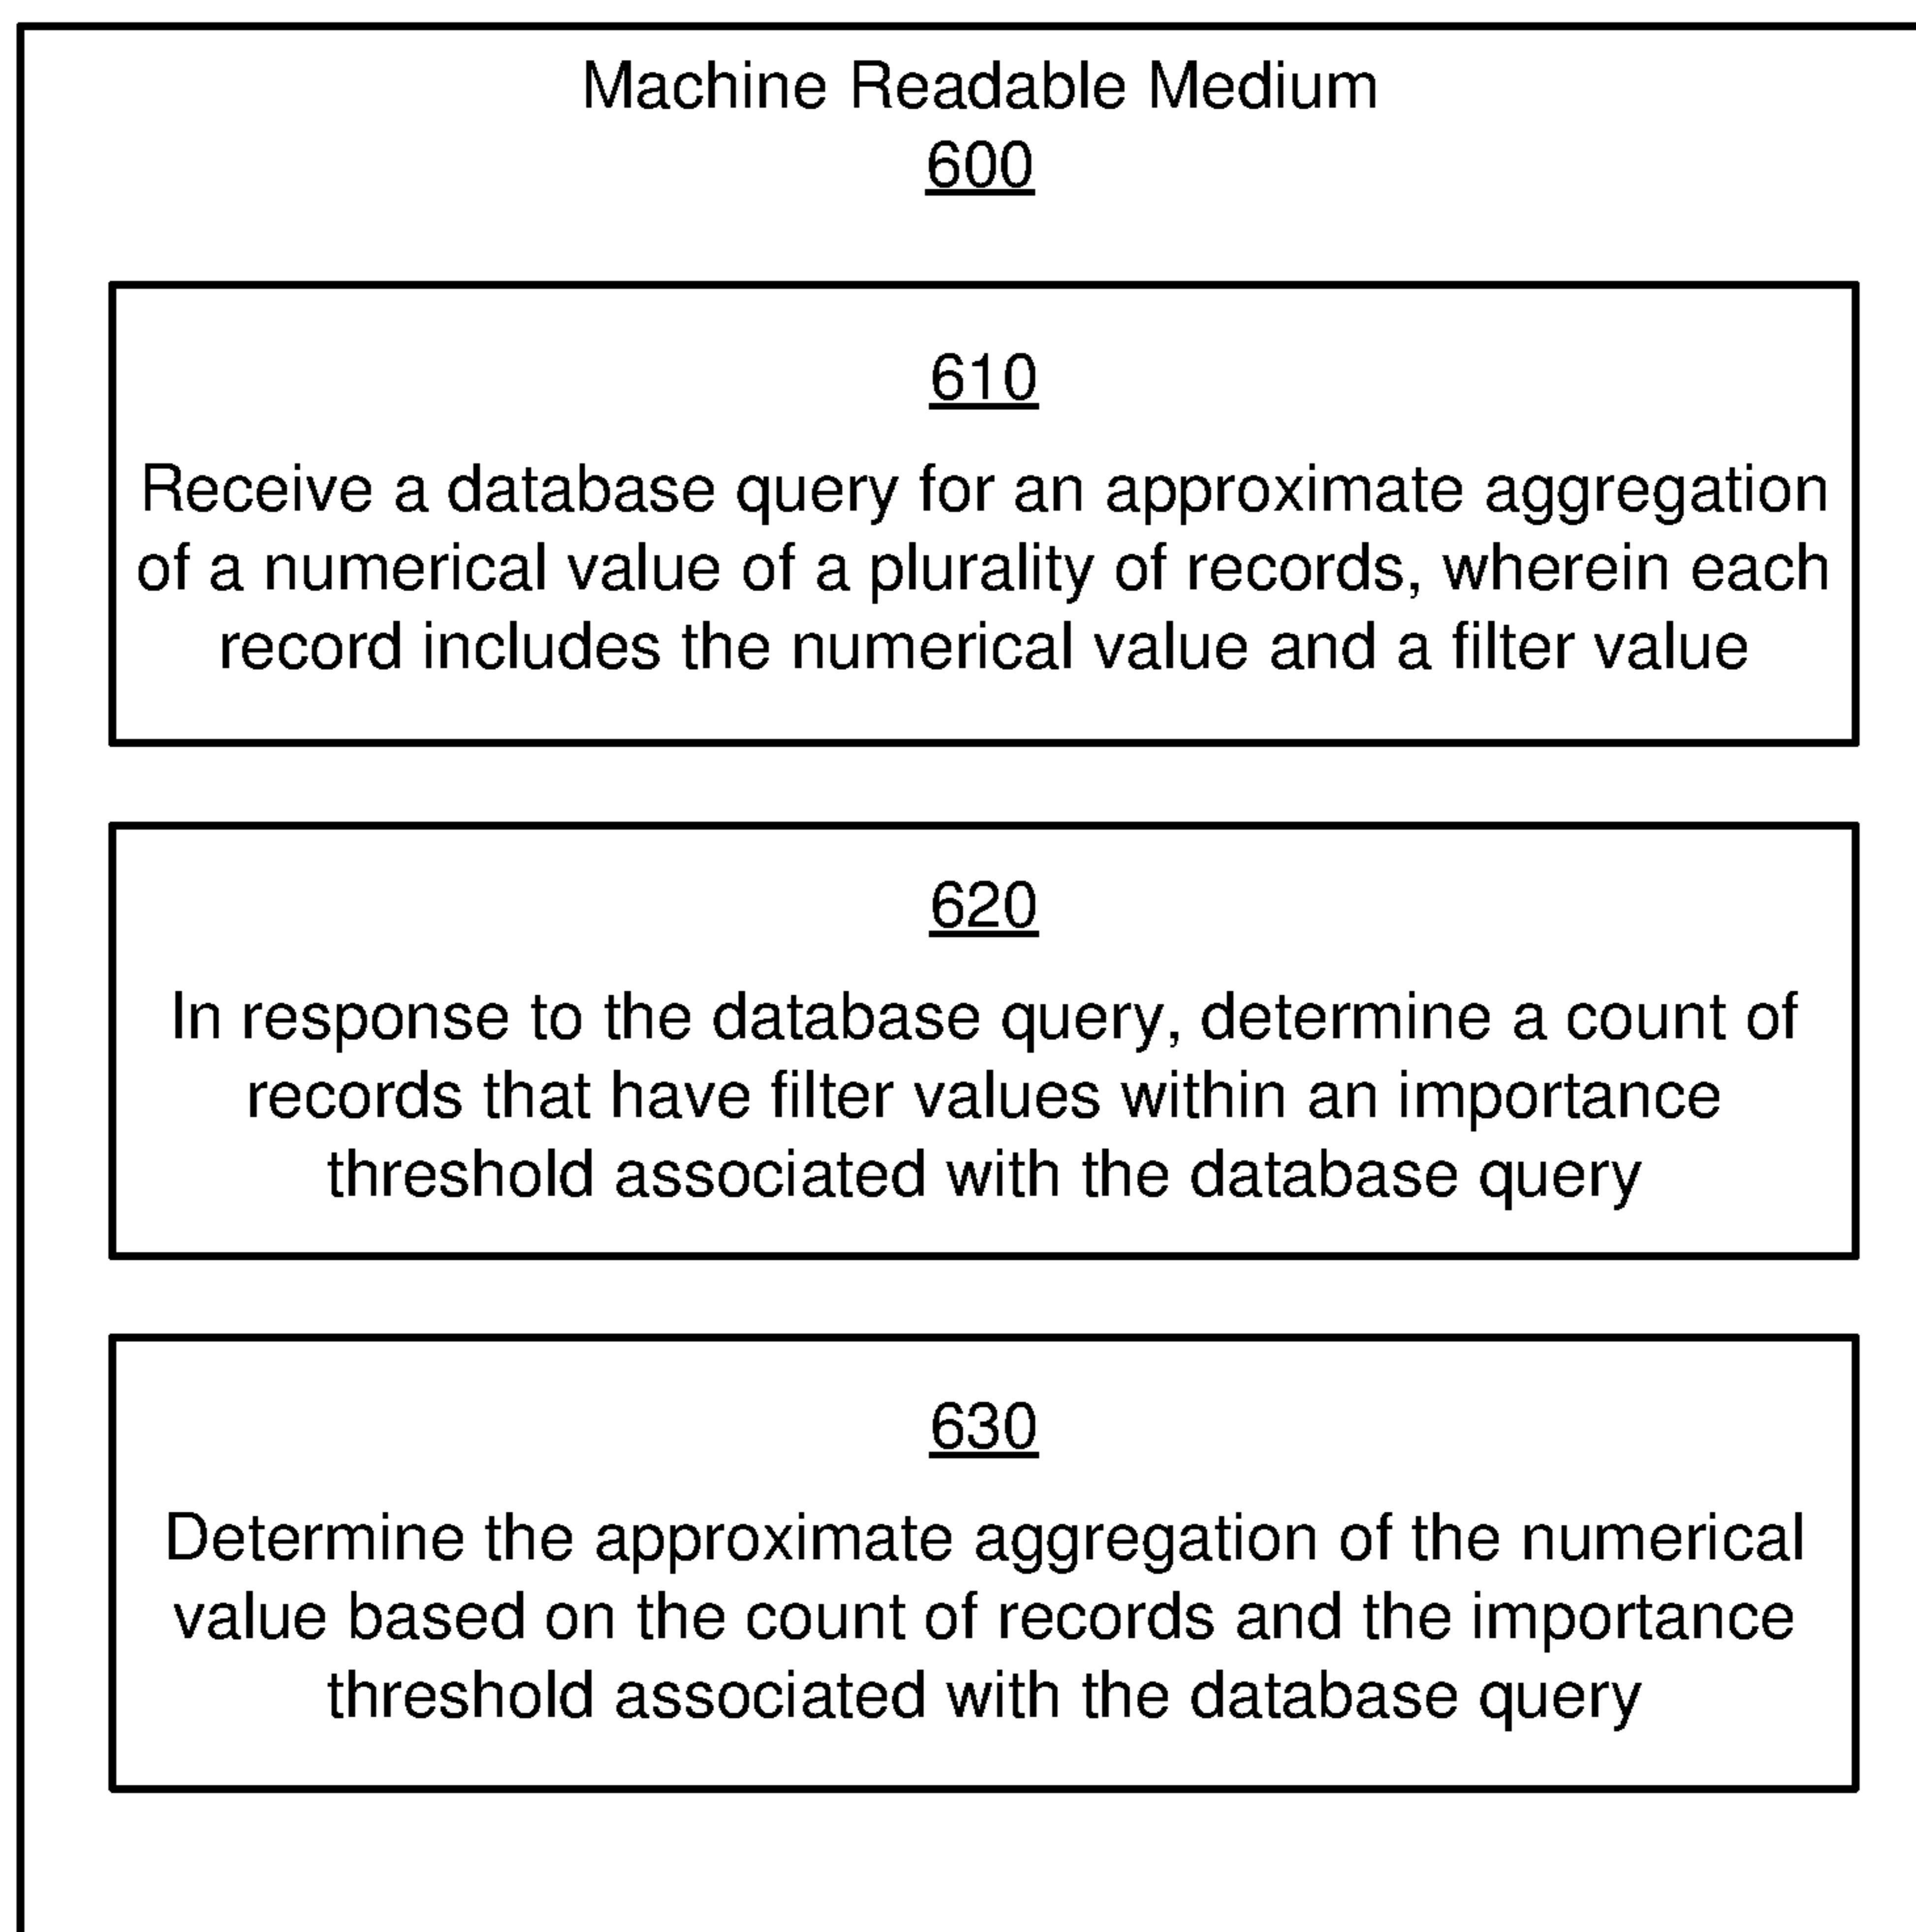 Machine Readable Medium
600
610
Receive a database query for an approximate aggregation
of a numerical value of a plurality of records, wherein each
record includes the numerical value and a filter value
620
In response to the database query, determine a count of
records that have filter values within an importance
threshold associated with the database query
630
Determine the approximate aggregation of the numerical
value based on the count of records and the importance
threshold associated with the database query